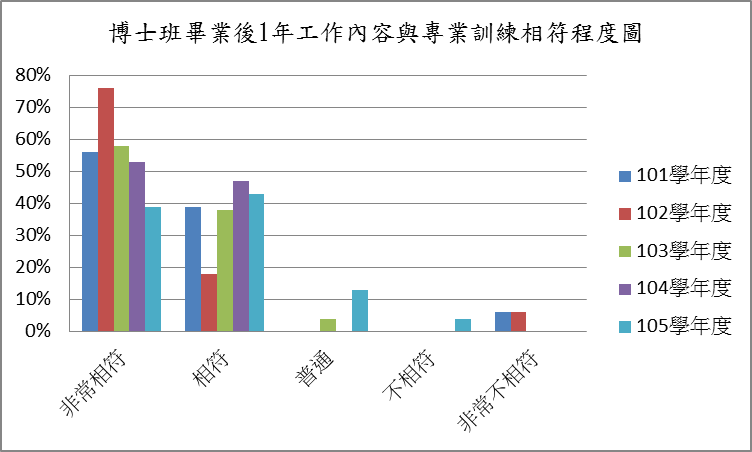 博士班畢業後1年工作內容與專業訓練相符程度圖
80%
70%
60%
50%
40%
30%
20%
10%
0%
非常相符
相符
普通
不相符
非常不相符
101學年度
102學年度
103學年度
104學年度
105學年度